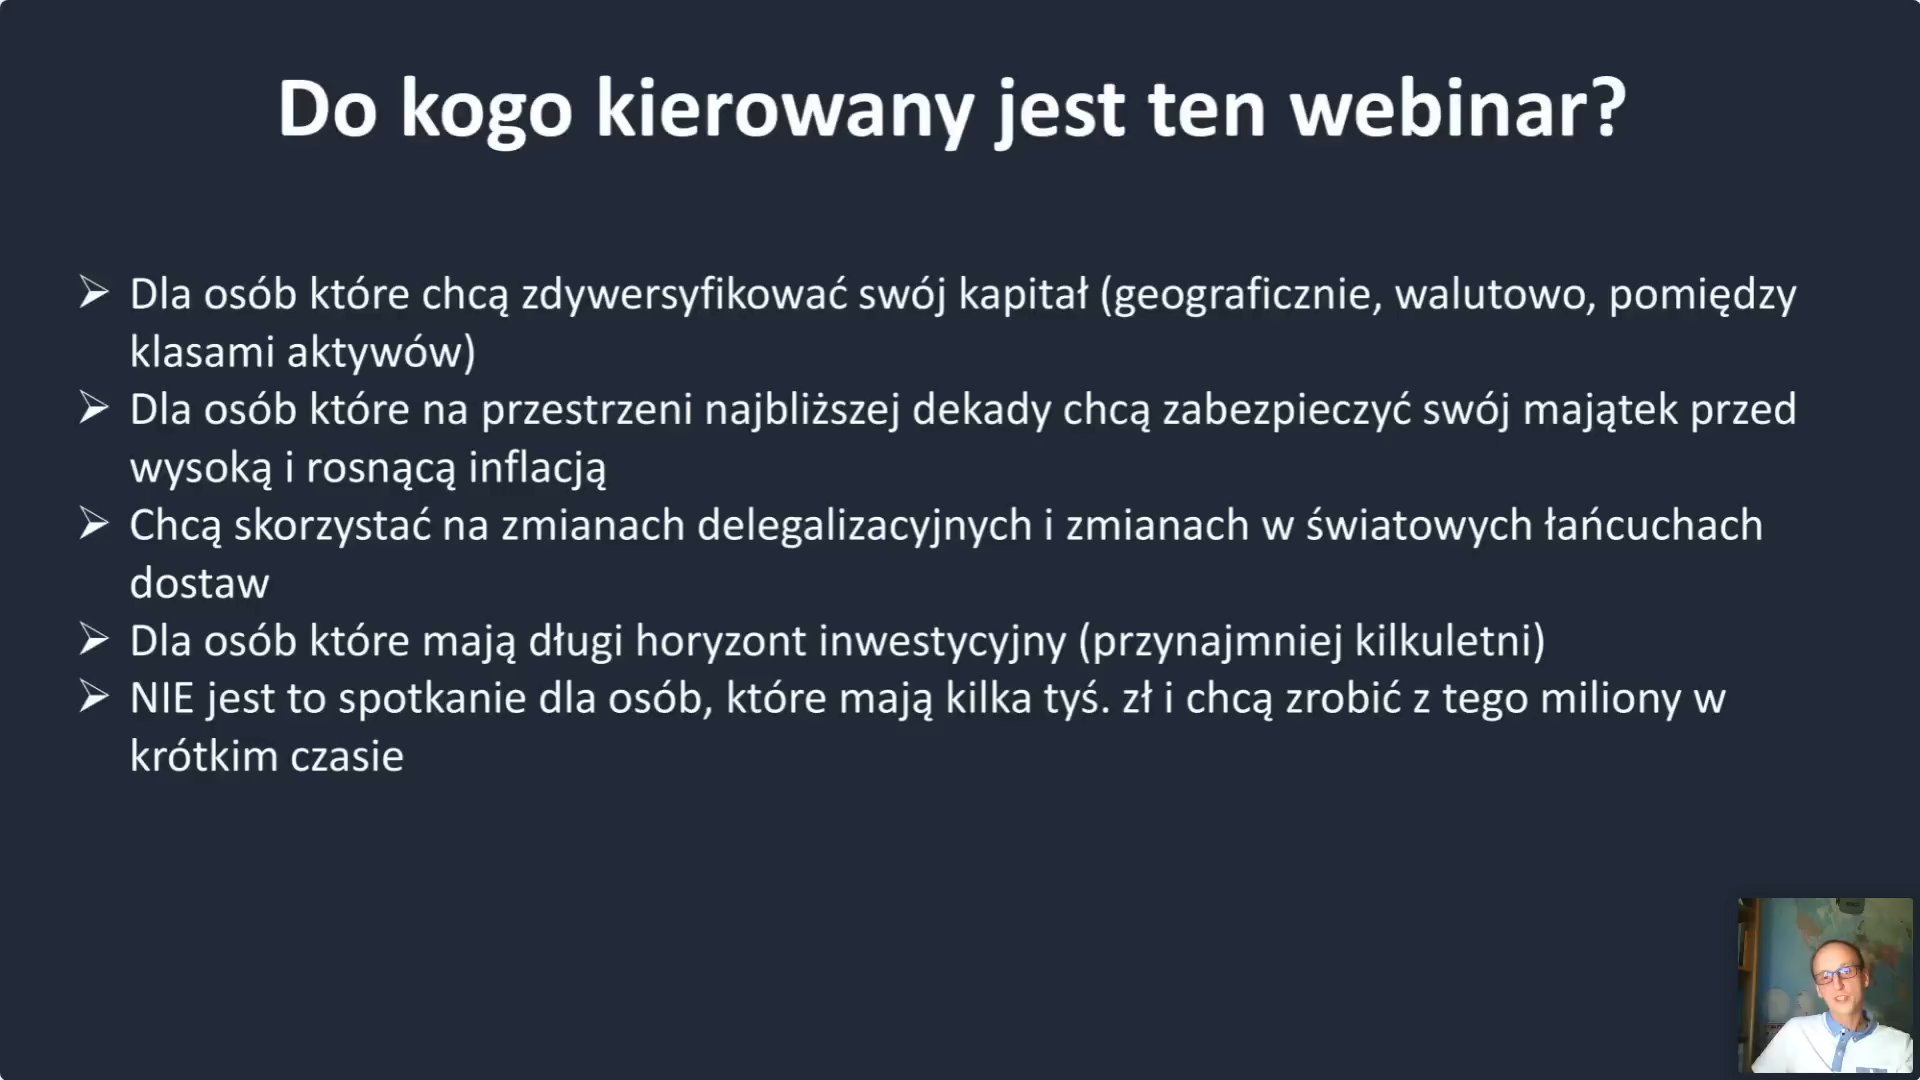 Do kogo kierowany jest ten webinar?
Dla osób które chcą zdywersyfikować swój kapitał (geograficznie, walutowo, pomiędzy
klasami aktywów)
Dla osób które na przestrzeni najbliższej dekady chcą zabezpieczyć swój majątek przed
wysoką i rosnącą inflacją
Chcą skorzystać na zmianach delegalizacyjnych i zmianach w światowych łańcuchach
dostaw
Dla osób które mają długi horyzont inwestycyjny (przynajmniej kilkuletni)
NIE jest to spotkanie dla osób, które mają kilka tyś. zł i chcą zrobić z tego miliony w
krótkim czasie